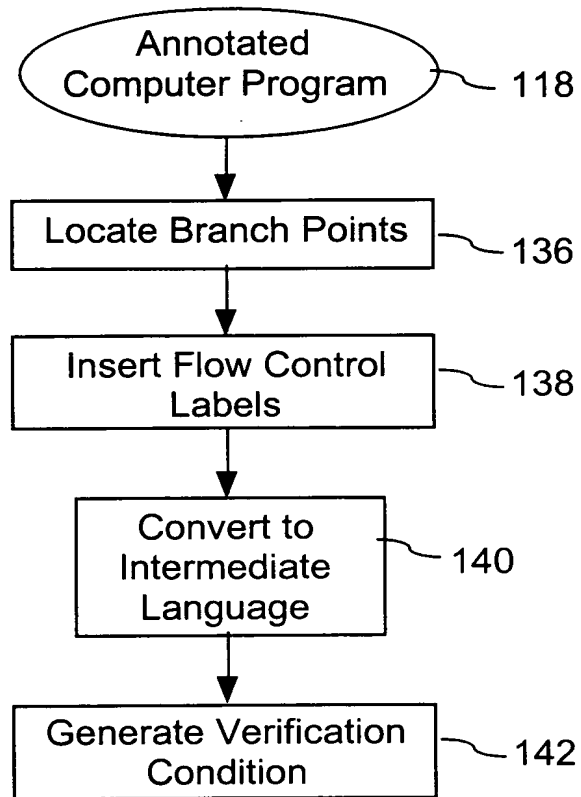 Annotated
Computer Program
118
Locate Branch Points
136
Insert Flow Control
Labels
138
Convert to
Intermediate
Language
140
Generate Verification
Condition
142